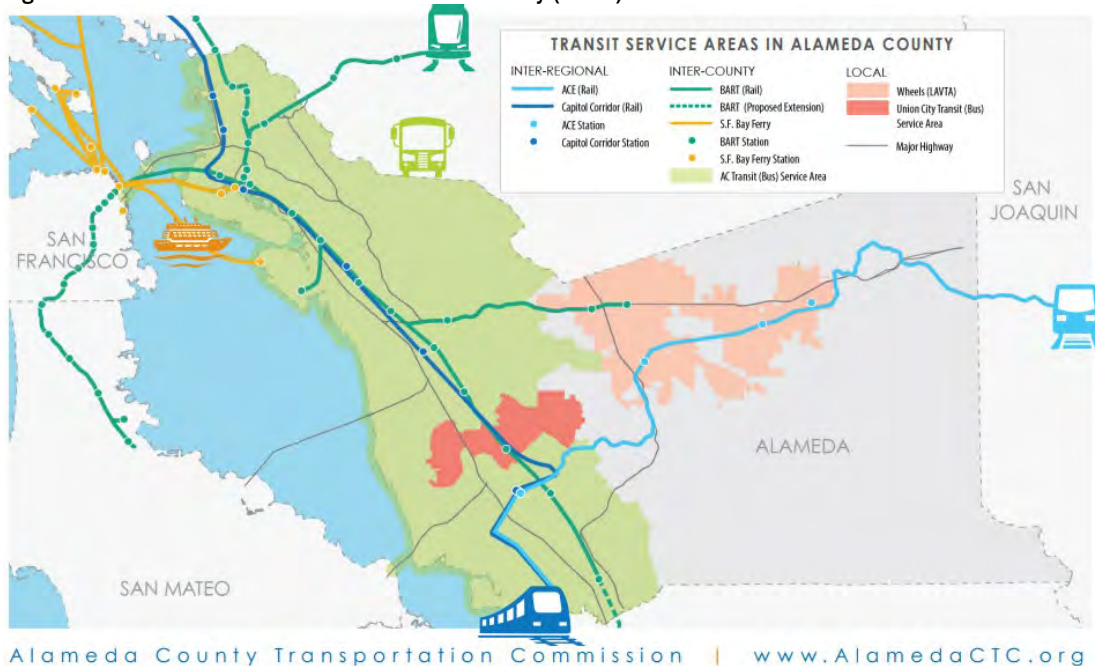 TRANSIT SERVICE AREAS IN ALAMEDA COUNTY
INTER-REGIONAL
ACE (Rail)
Capitol Corridor (Rail)
ACE Station
Capitol Corridor Station
INTER-COUNTY
BART (Rail)
BART (Proposed Extension)
S.F. Bay Ferry
BART Station
S.F. Bay Ferry Station
AC Transit (Bus) Service Area
LOCAL
Wheels (LAVTA)
Union City Transit (Bus)
Service Area
Major Highway
SAN
JOAQUIN
SAN
FRANCISCO
ALAMEDA
SAN MATEO
Alameda County Transportation Commission | www.AlamedaCTC.org